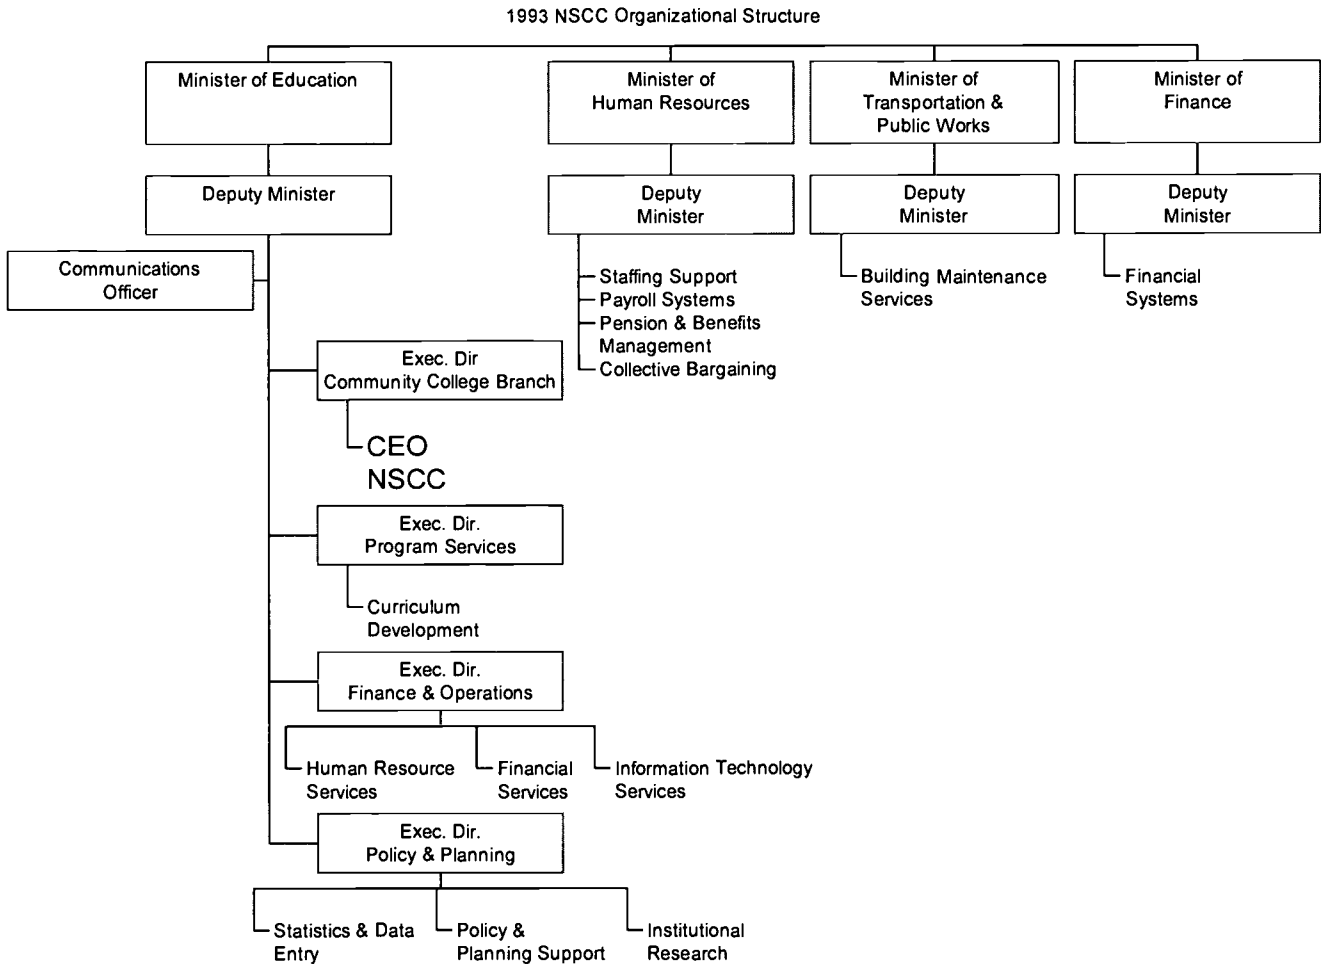 1993 NSCC Organizational Structure
Minister of Education
Minister of
Human Resources
Minister of
Transportation &
Public Works
Minister of
Finance
Deputy Minister
Deputy
Minister
Deputy
Minister
Deputy
Minister
Communications
Officer
Staffing Support
Payroll Systems
Pension & Benefits
Management
Collective Bargaining
Building Maintenance
Services
Financial
Systems
Exec. Dir
Community College Branch
CEO
NSCC
Exec. Dir.
Program Services
Curriculum
Development
Exec. Dir.
Finance & Operations
Human Resource
Services
Financial
Services
Information Technology
Services
Exec. Dir.
Policy & Planning
Statistics & Data
Entry
Policy &
Planning Support
Institutional
Research